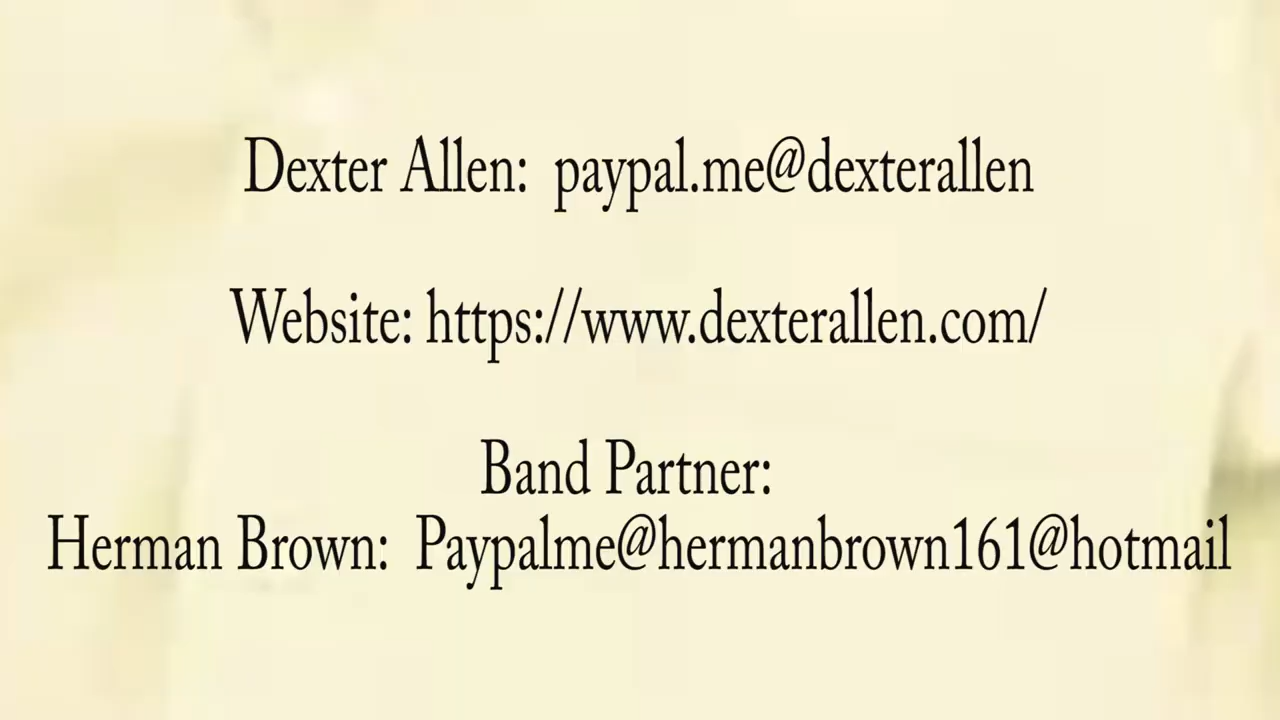 Dexter Allen: paypal.me@dexterallen
Website: https://www.dexterallen.com/
Band Partner:
Herman Brown: Paypalme@hermanbrown161@hotmail